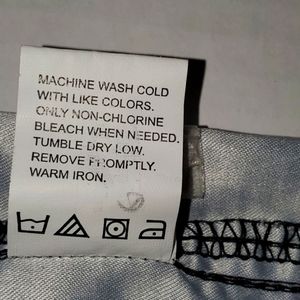 MACHINE WASH COLD
WITH LIKE COLORS.
ONLY NON-CHLORINE
BLEACH WHEN NEEDED.
TUMBLE DRY LOW.
REMOVE PROMPTLY.
WARM IRON.